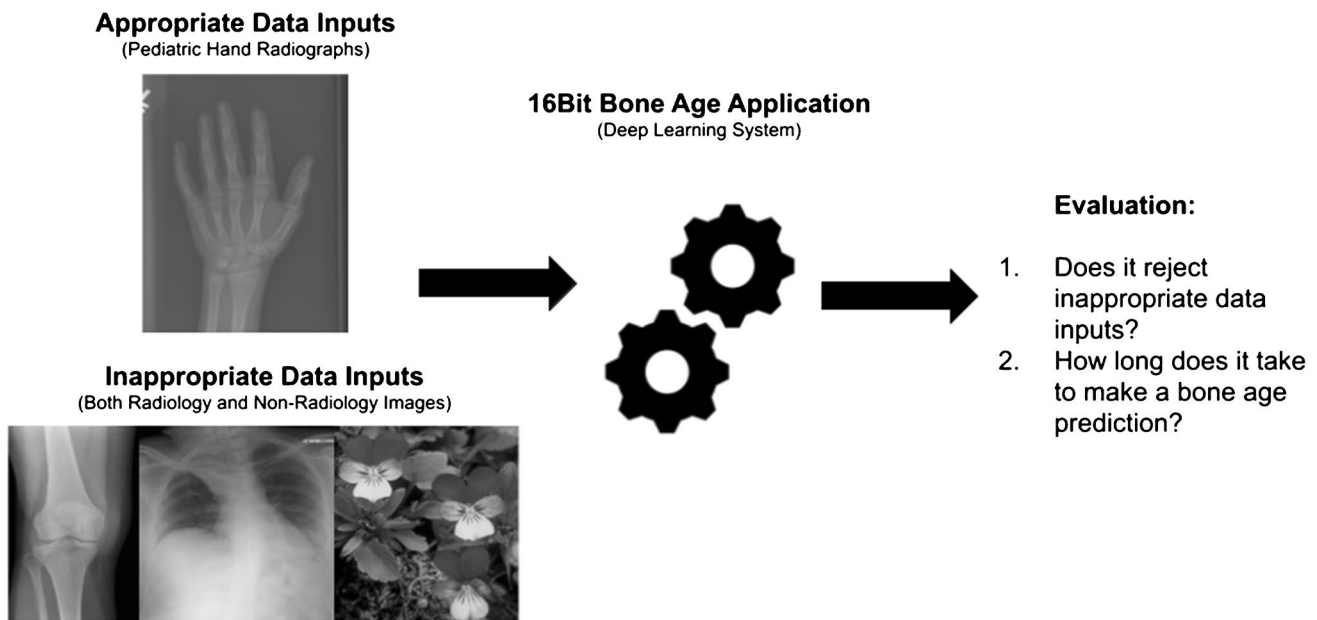 Appropriate Data Inputs
(Pediatric Hand Radiographs)
16Bit Bone Age Application
(Deep Learning System)
Inappropriate Data Inputs
(Both Radiology and Non-Radiology Images)
Evaluation:
1. Does it reject
inappropriate data
inputs?
2. How long does it take
to make a bone age
prediction?